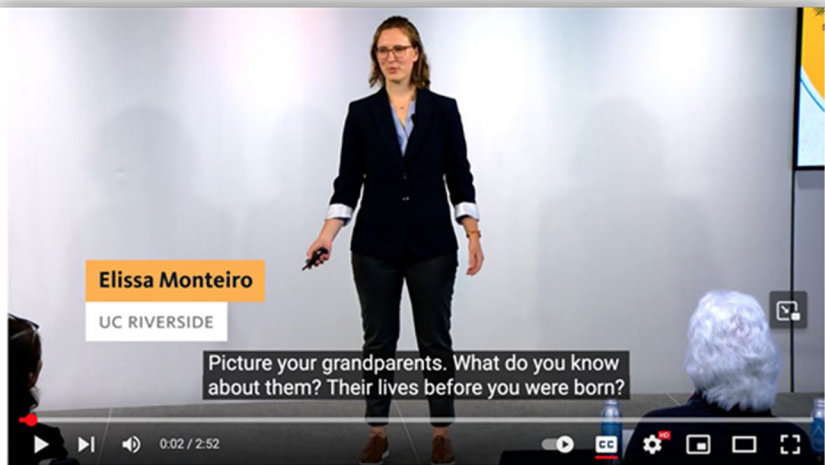 Elissa Monteiro
UC RIVERSIDE
Picture your grandparents. What do you know
about them? Their lives before you were born?
0:02 / 2:52
CC
HD